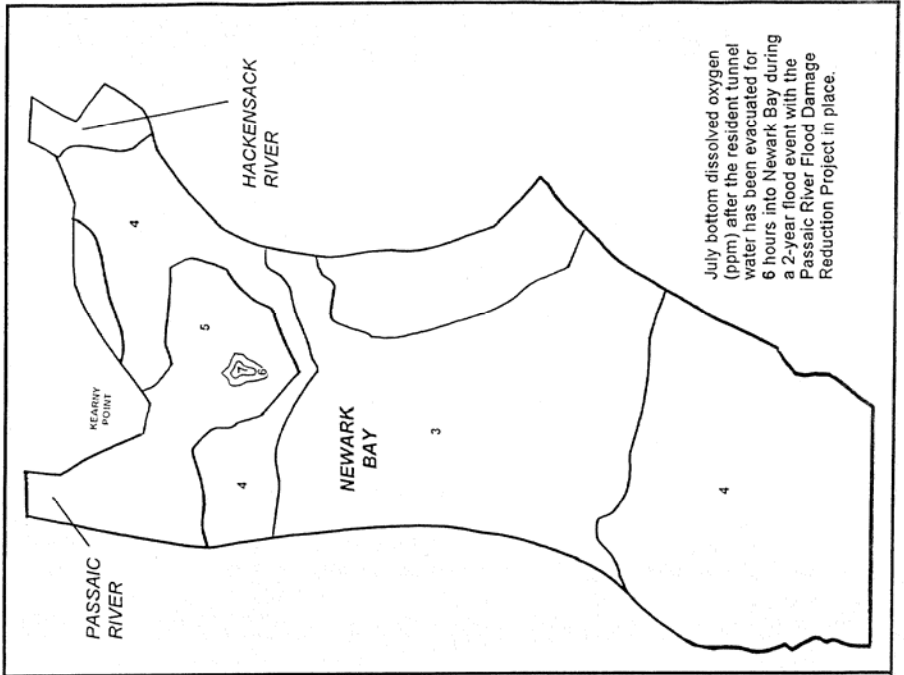 PASSAIC
RIVER
KEARNY
POINT
HACKENSACK
RIVER
4
5
7
6
4
NEWARK
BAY
3
4
July bottom dissolved oxygen
(ppm) after the resident tunnel
water has been evacuated for
6 hours into Newark Bay during
a 2-year flood event with the
Passaic River Flood Damage
Reduction Project in place.